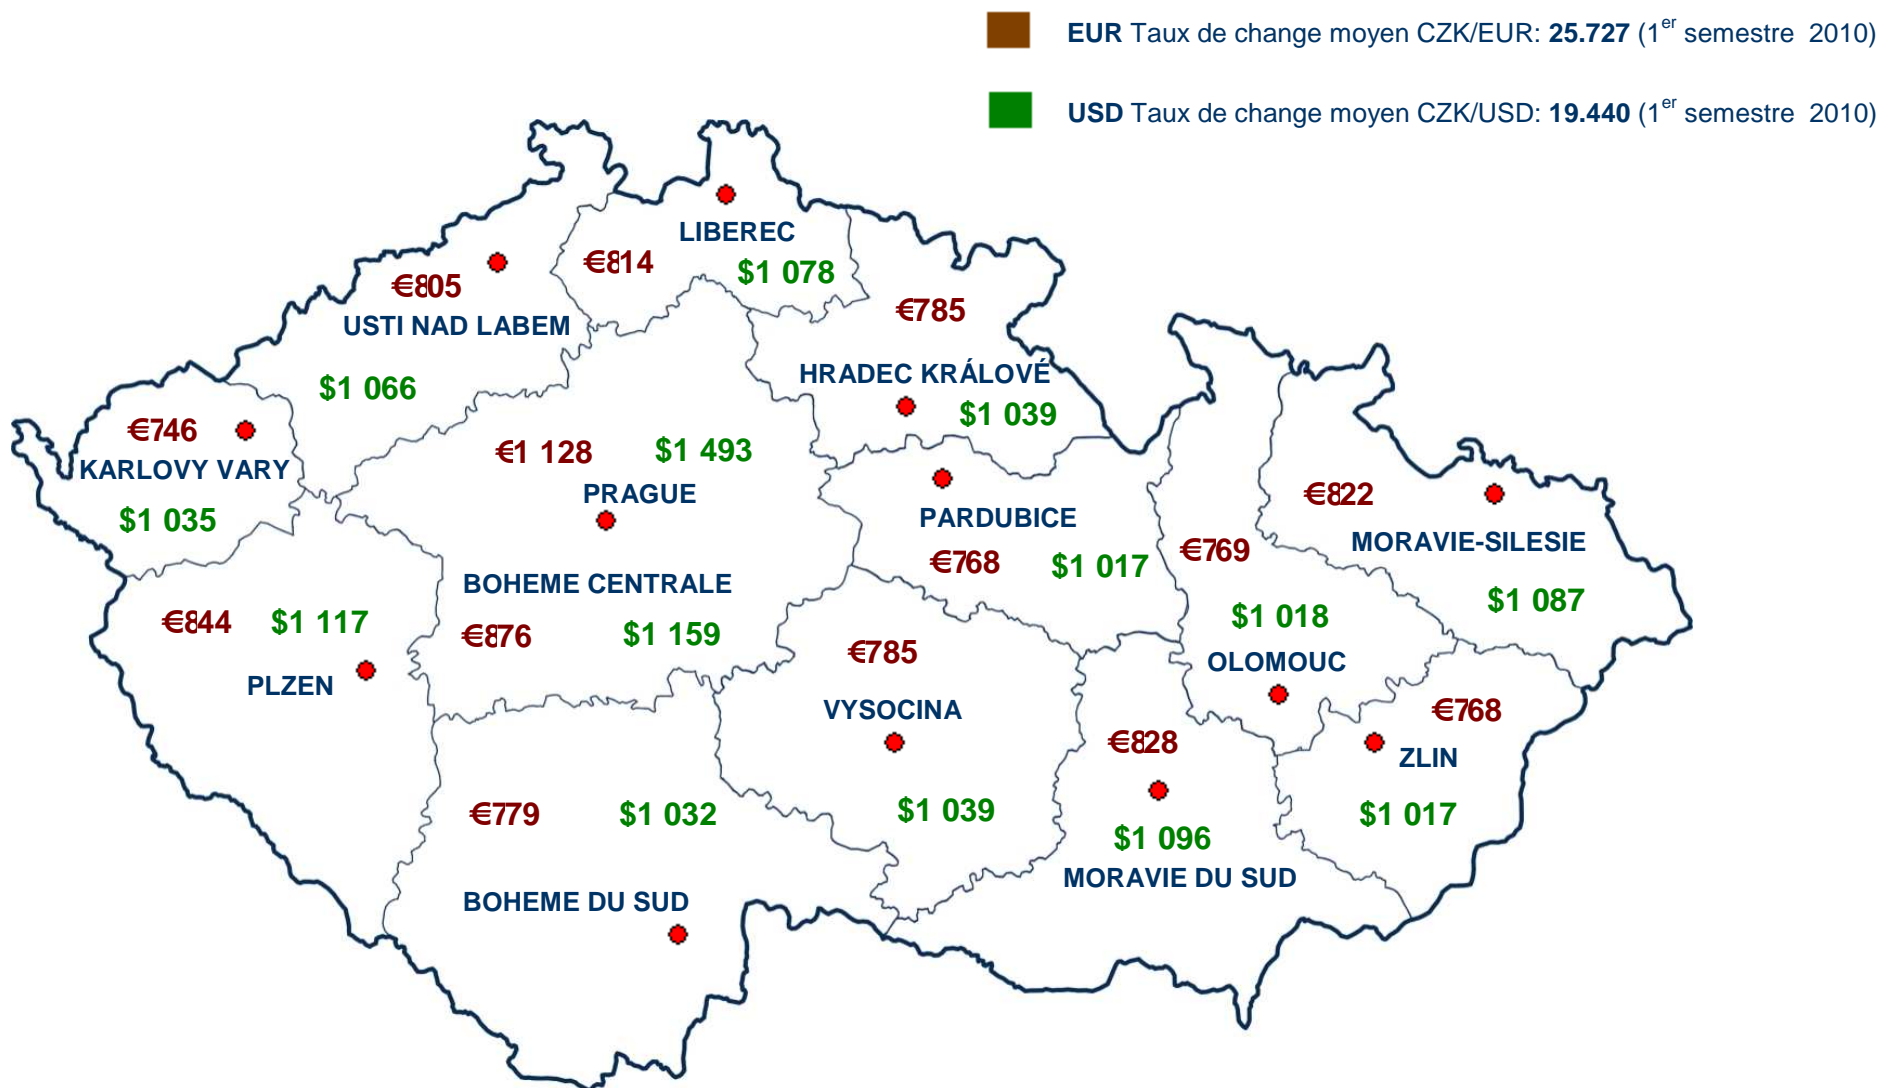 EUR Taux de change moyen CZK/EUR: 25.727 (1er semestre 2010)
USD Taux de change moyen CZK/USD: 19.440 (1er semestre 2010)
LIBEREC
€814
$1 078
€805
USTI NAD LABEM
$1 066
€785
HRADEC KRÁLOVÉ
$1 039
€746
KARLOVY VARY
$1 035
€1 128 $1 493
PRAGUE
PARDUBICE
€768 $1 017
€822
MORAVIE-SILESIE
$1 087
€769
$1 018
OLOMOUC
BOHEME CENTRALE
€876 $1 159
€844 $1 117
PLZEN
€785
VYSOCINA
$1 039
€828
$1 096
MORAVIE DU SUD
€768
ZLIN
$1 017
€779 $1 032
BOHEME DU SUD